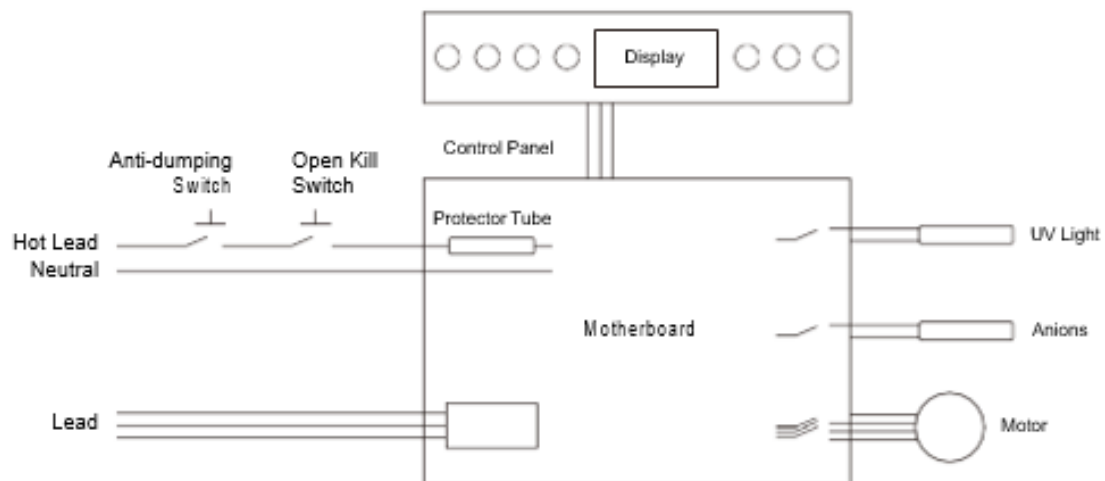 Display
Control Panel
Anti-dumping
Switch
Open Kill
Switch
Protector Tube
Hot Lead
Neutral
UV Light
Motherboard
Anions
Lead
Motor